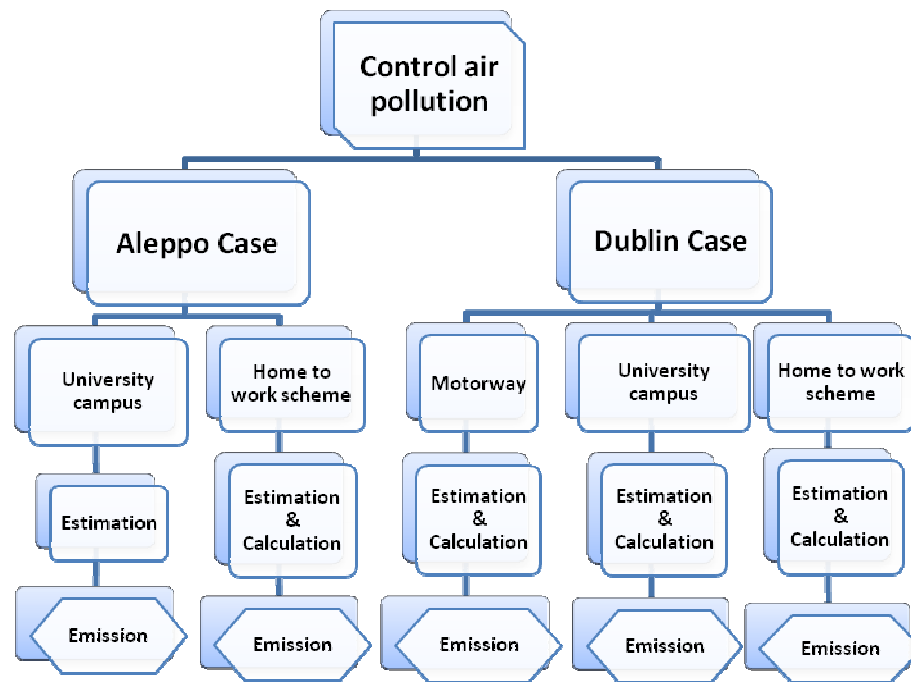 Control air
pollution
Aleppo Case
Dublin Case
University
campus
Home to
work scheme
Motorway
University
campus
Home to work
scheme
Estimation
Estimation
&
Calculation
Estimation
&
Calculation
Estimation
&
Calculation
Estimation
&
Calculation
Emission
Emission
Emission
Emission
Emission